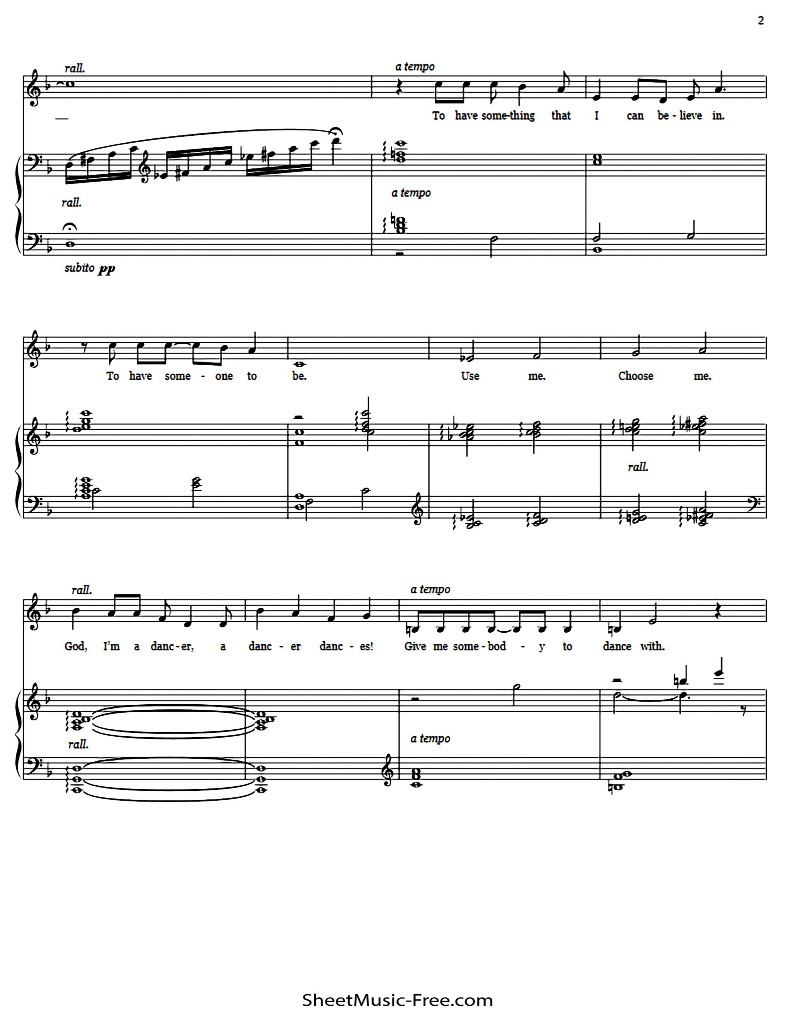 2
rall.
a tempo
To have some-thing that I can be - lieve in.
rall.
a tempo
subito pp
To have some - one to be. Use me. Choose me.
rall.
rall.
a tempo
God, I'm a danc - er, a danc - er danc - es! Give me some - bod - y to dance with.
rall.
a tempo
SheetMusic-Free.com